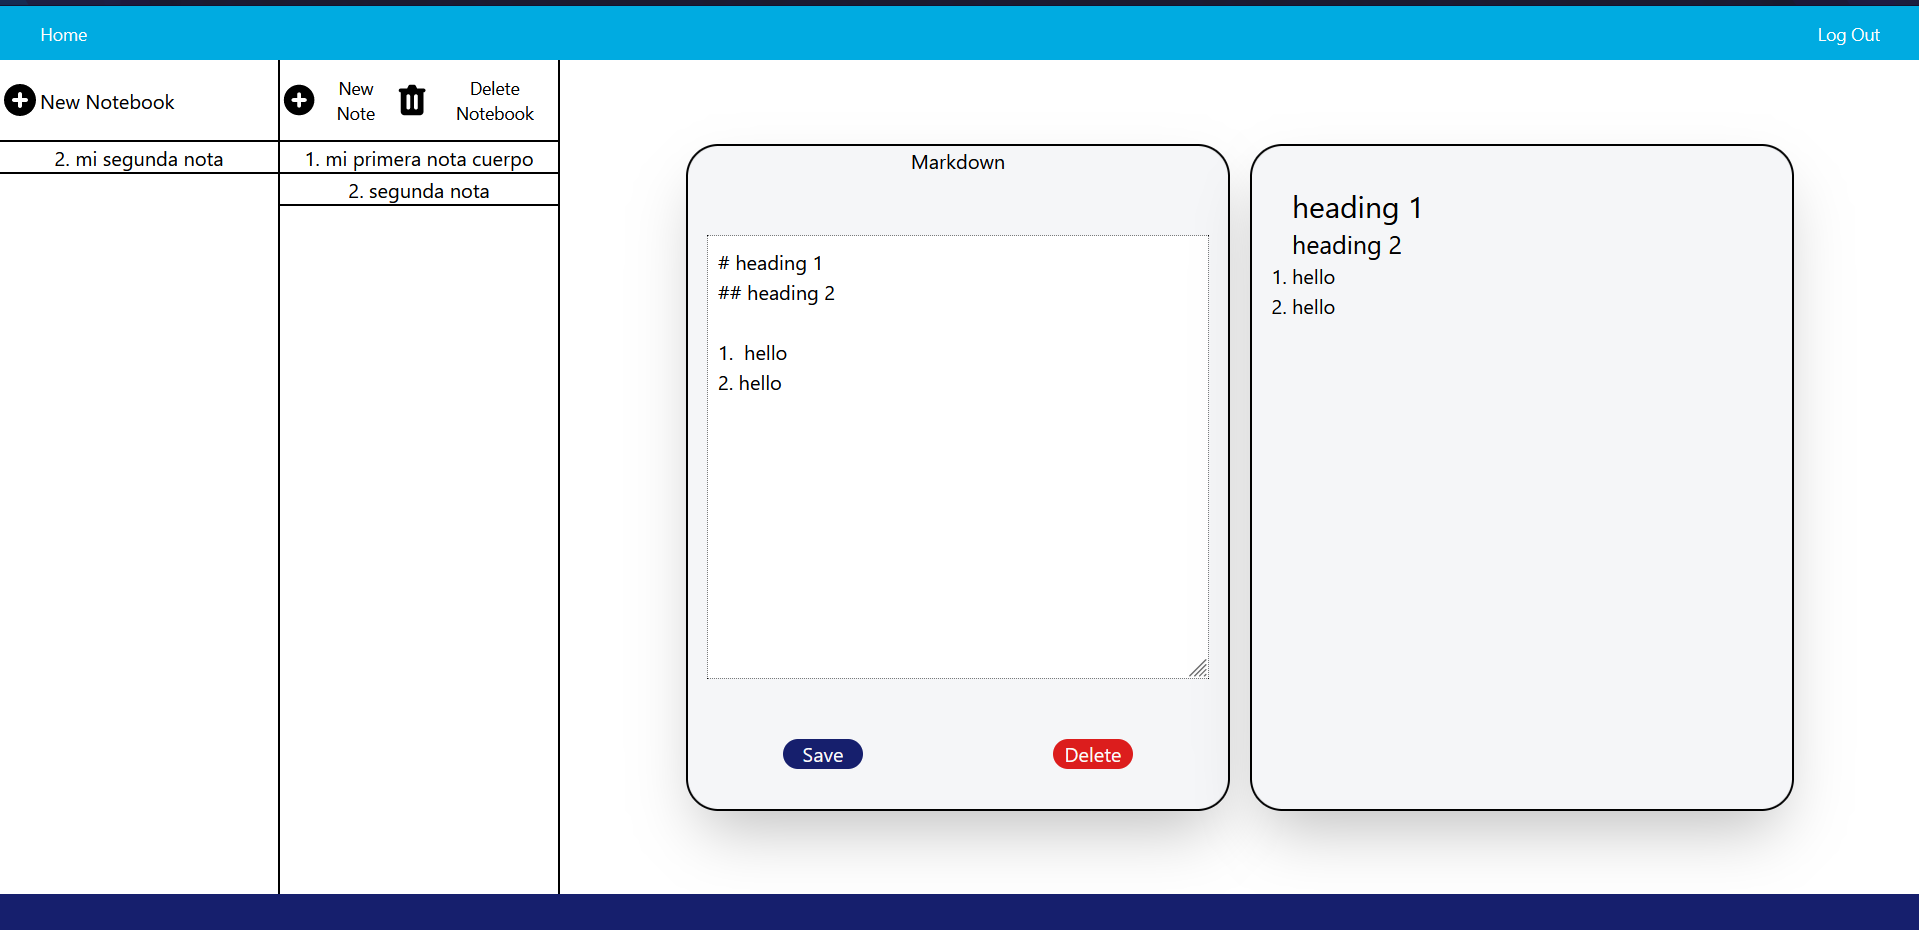 Home
Log Out
New Notebook
New
Note
Delete
Notebook
2. mi segunda nota
1. mi primera nota cuerpo
2. segunda nota
Markdown
# heading 1
## heading 2
1.  hello
2. hello
Save
Delete
heading 1
heading 2
1. hello
2. hello